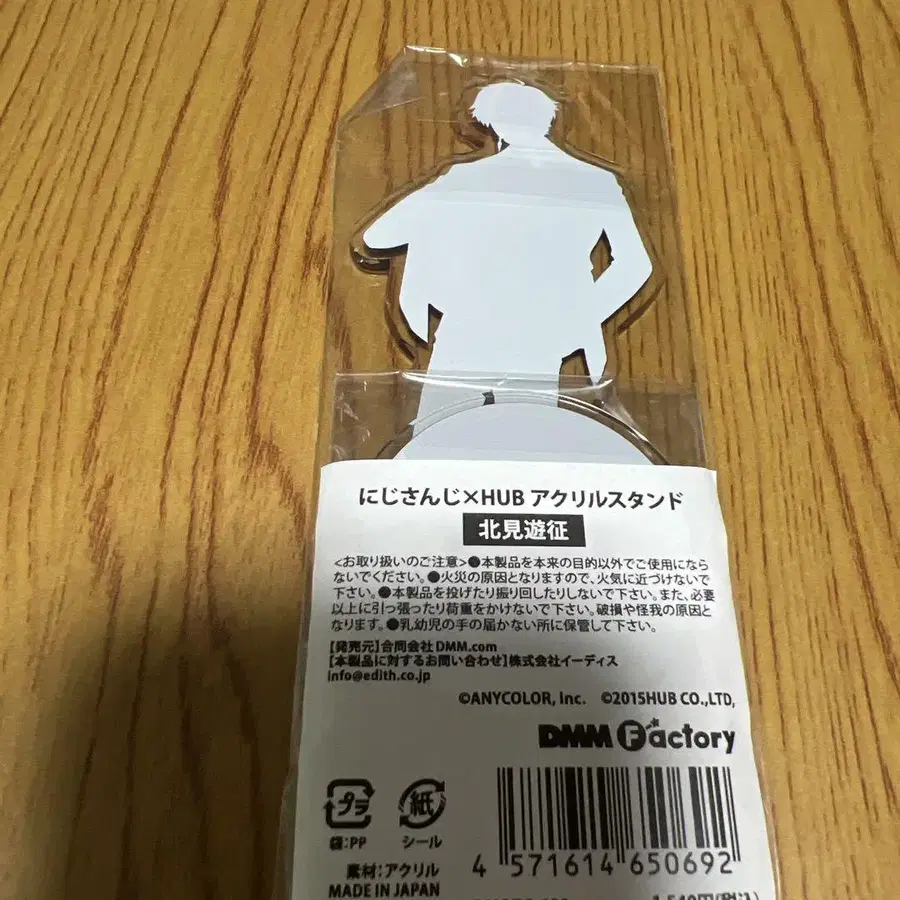 にじさんじ×HUB アクリルスタンド
北見遊征
<お取り扱いのご注意>●本製品を本来の目的以外でご使用になら
ないでください。●火災の原因となりますので、火気に近づけないで
下さい。●本製品を投げたり振り回したりしないで下さい。また、必要
以上に引っ張ったり荷重をかけないで下さい。破損や怪我の原因と
なります。●乳幼児の手の届かない所に保管して下さい。
【発売元】合同会社DMM.com
【本製品に対するお問い合わせ】株式会社イーディス
info@edith.co.jp
©ANYCOLOR, Inc. ©2015HUB CO.,LTD,
DMM Factory
プラ
袋:PP
紙
シール
素材:アクリル
MADE IN JAPAN
4 571614 650692
1,540円(税込)